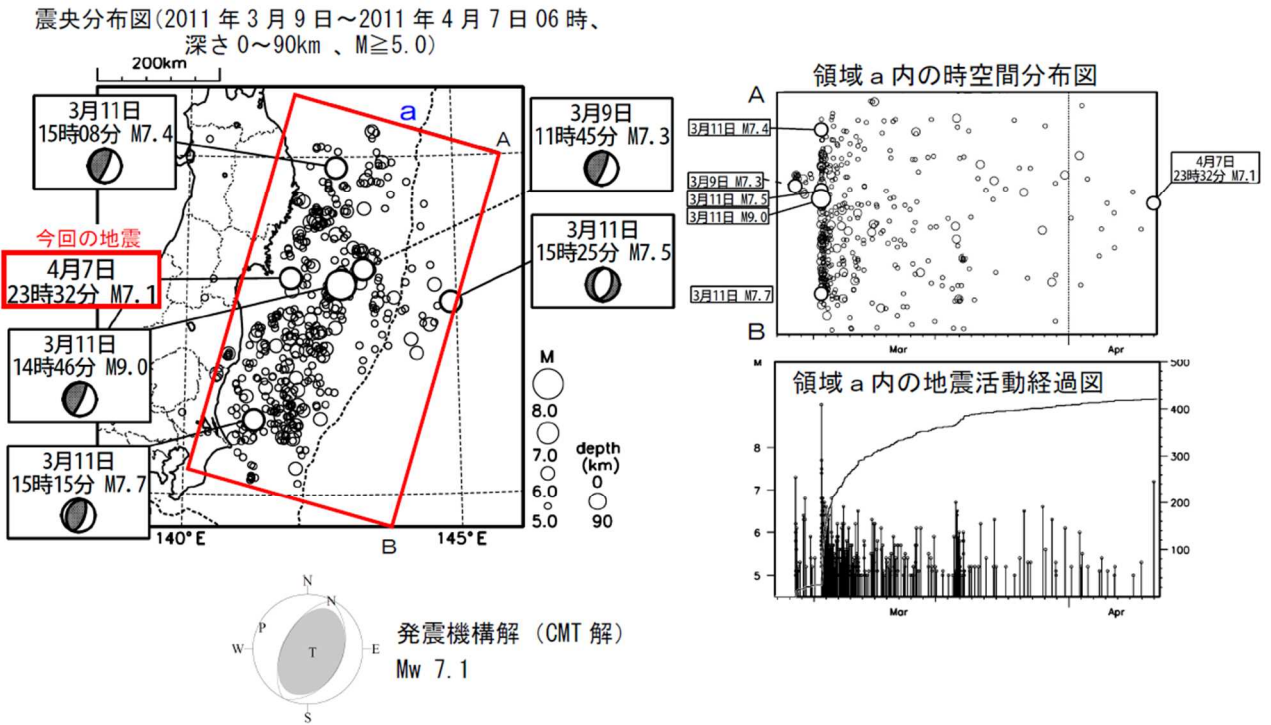 震央分布図(2011 年 3 月 9 日～2011 年 4 月 7 日 06 時、
深さ 0～90km 、M≧5.0)
200km
3月11日
15時08分 M7.4
3月9日
11時45分 M7.3
3月11日
15時25分 M7.5
今回の地震
4月7日
23時32分 M7.1
3月11日
14時46分 M9.0
3月11日
15時15分 M7.7
a
A
B
140°E
145°E
M
8.0
7.0
6.0
5.0
depth
(km)
0
90
領域 a 内の時空間分布図
A
B
3月11日 M7.4
3月9日 M7.3
3月11日 M7.5
3月11日 M9.0
3月11日 M7.7
4月7日
23時32分 M7.1
Mar
Apr
領域 a 内の地震活動経過図
M
8
7
6
5
500
400
300
200
100
Mar
Apr
N
N
P
W
T
E
S
発震機構解（CMT 解）
Mw 7.1